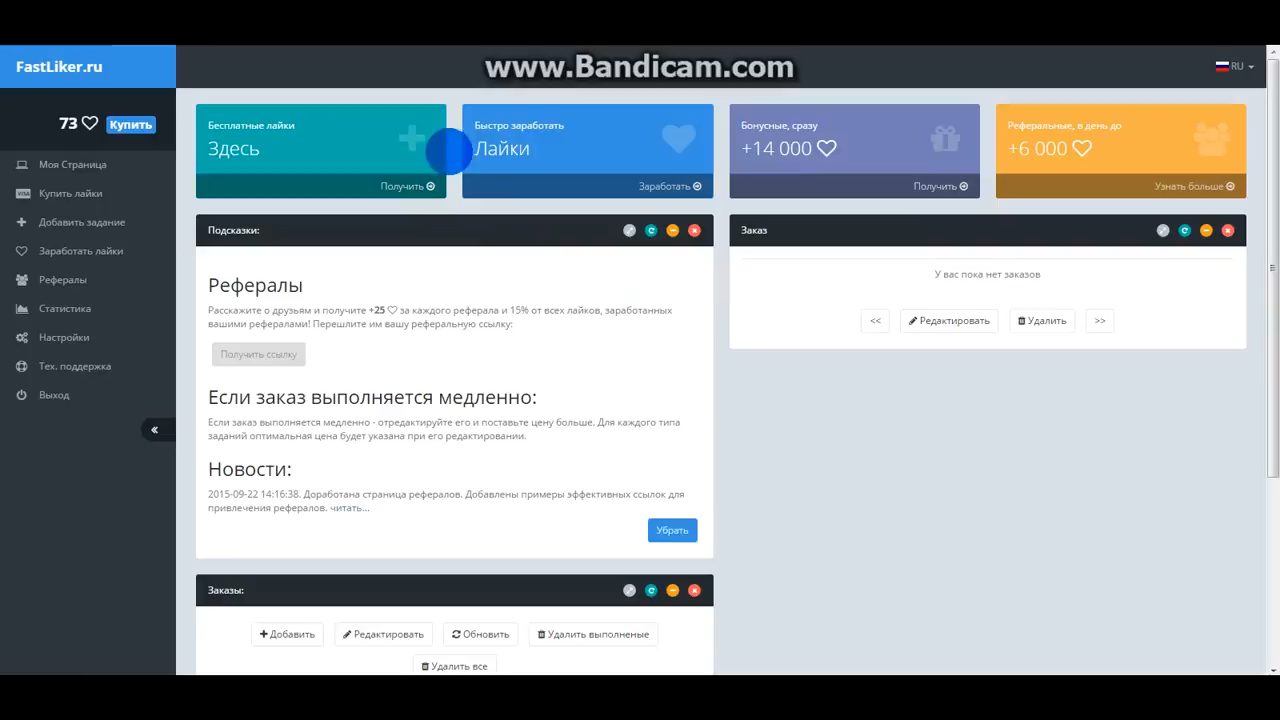 www.Bandicam.com
FastLiker.ru
RU
73 Купить
Моя Страница
Купить лайки
Добавить задание
Заработать лайки
Рефералы
Статистика
Настройки
Тех. поддержка
Выход
Бесплатные лайки
Здесь
Получить
Быстро заработать
Лайки
Заработать
Бонусные, сразу
+14 000
Получить
Реферальные, в день до
+6 000
Узнать больше
Подсказки:
Рефералы
Расскажите о друзьям и получите +25 за каждого реферала и 15% от всех лайков, заработанных
вашими рефералами! Перешлите им вашу реферальную ссылку:
Получить ссылку
Если заказ выполняется медленно:
Если заказ выполняется медленно - отредактируйте его и поставьте цену больше. Для каждого типа
заданий оптимальная цена будет указана при его редактировании.
Новости:
2015-09-22 14:16:38. Доработана страница рефералов. Добавлены примеры эффективных ссылок для
привлечения рефералов. читать...
Убрать
Заказ
У вас пока нет заказов
<< Редактировать Удалить >>
Заказы:
Добавить Редактировать Обновить Удалить выполненые
Удалить все